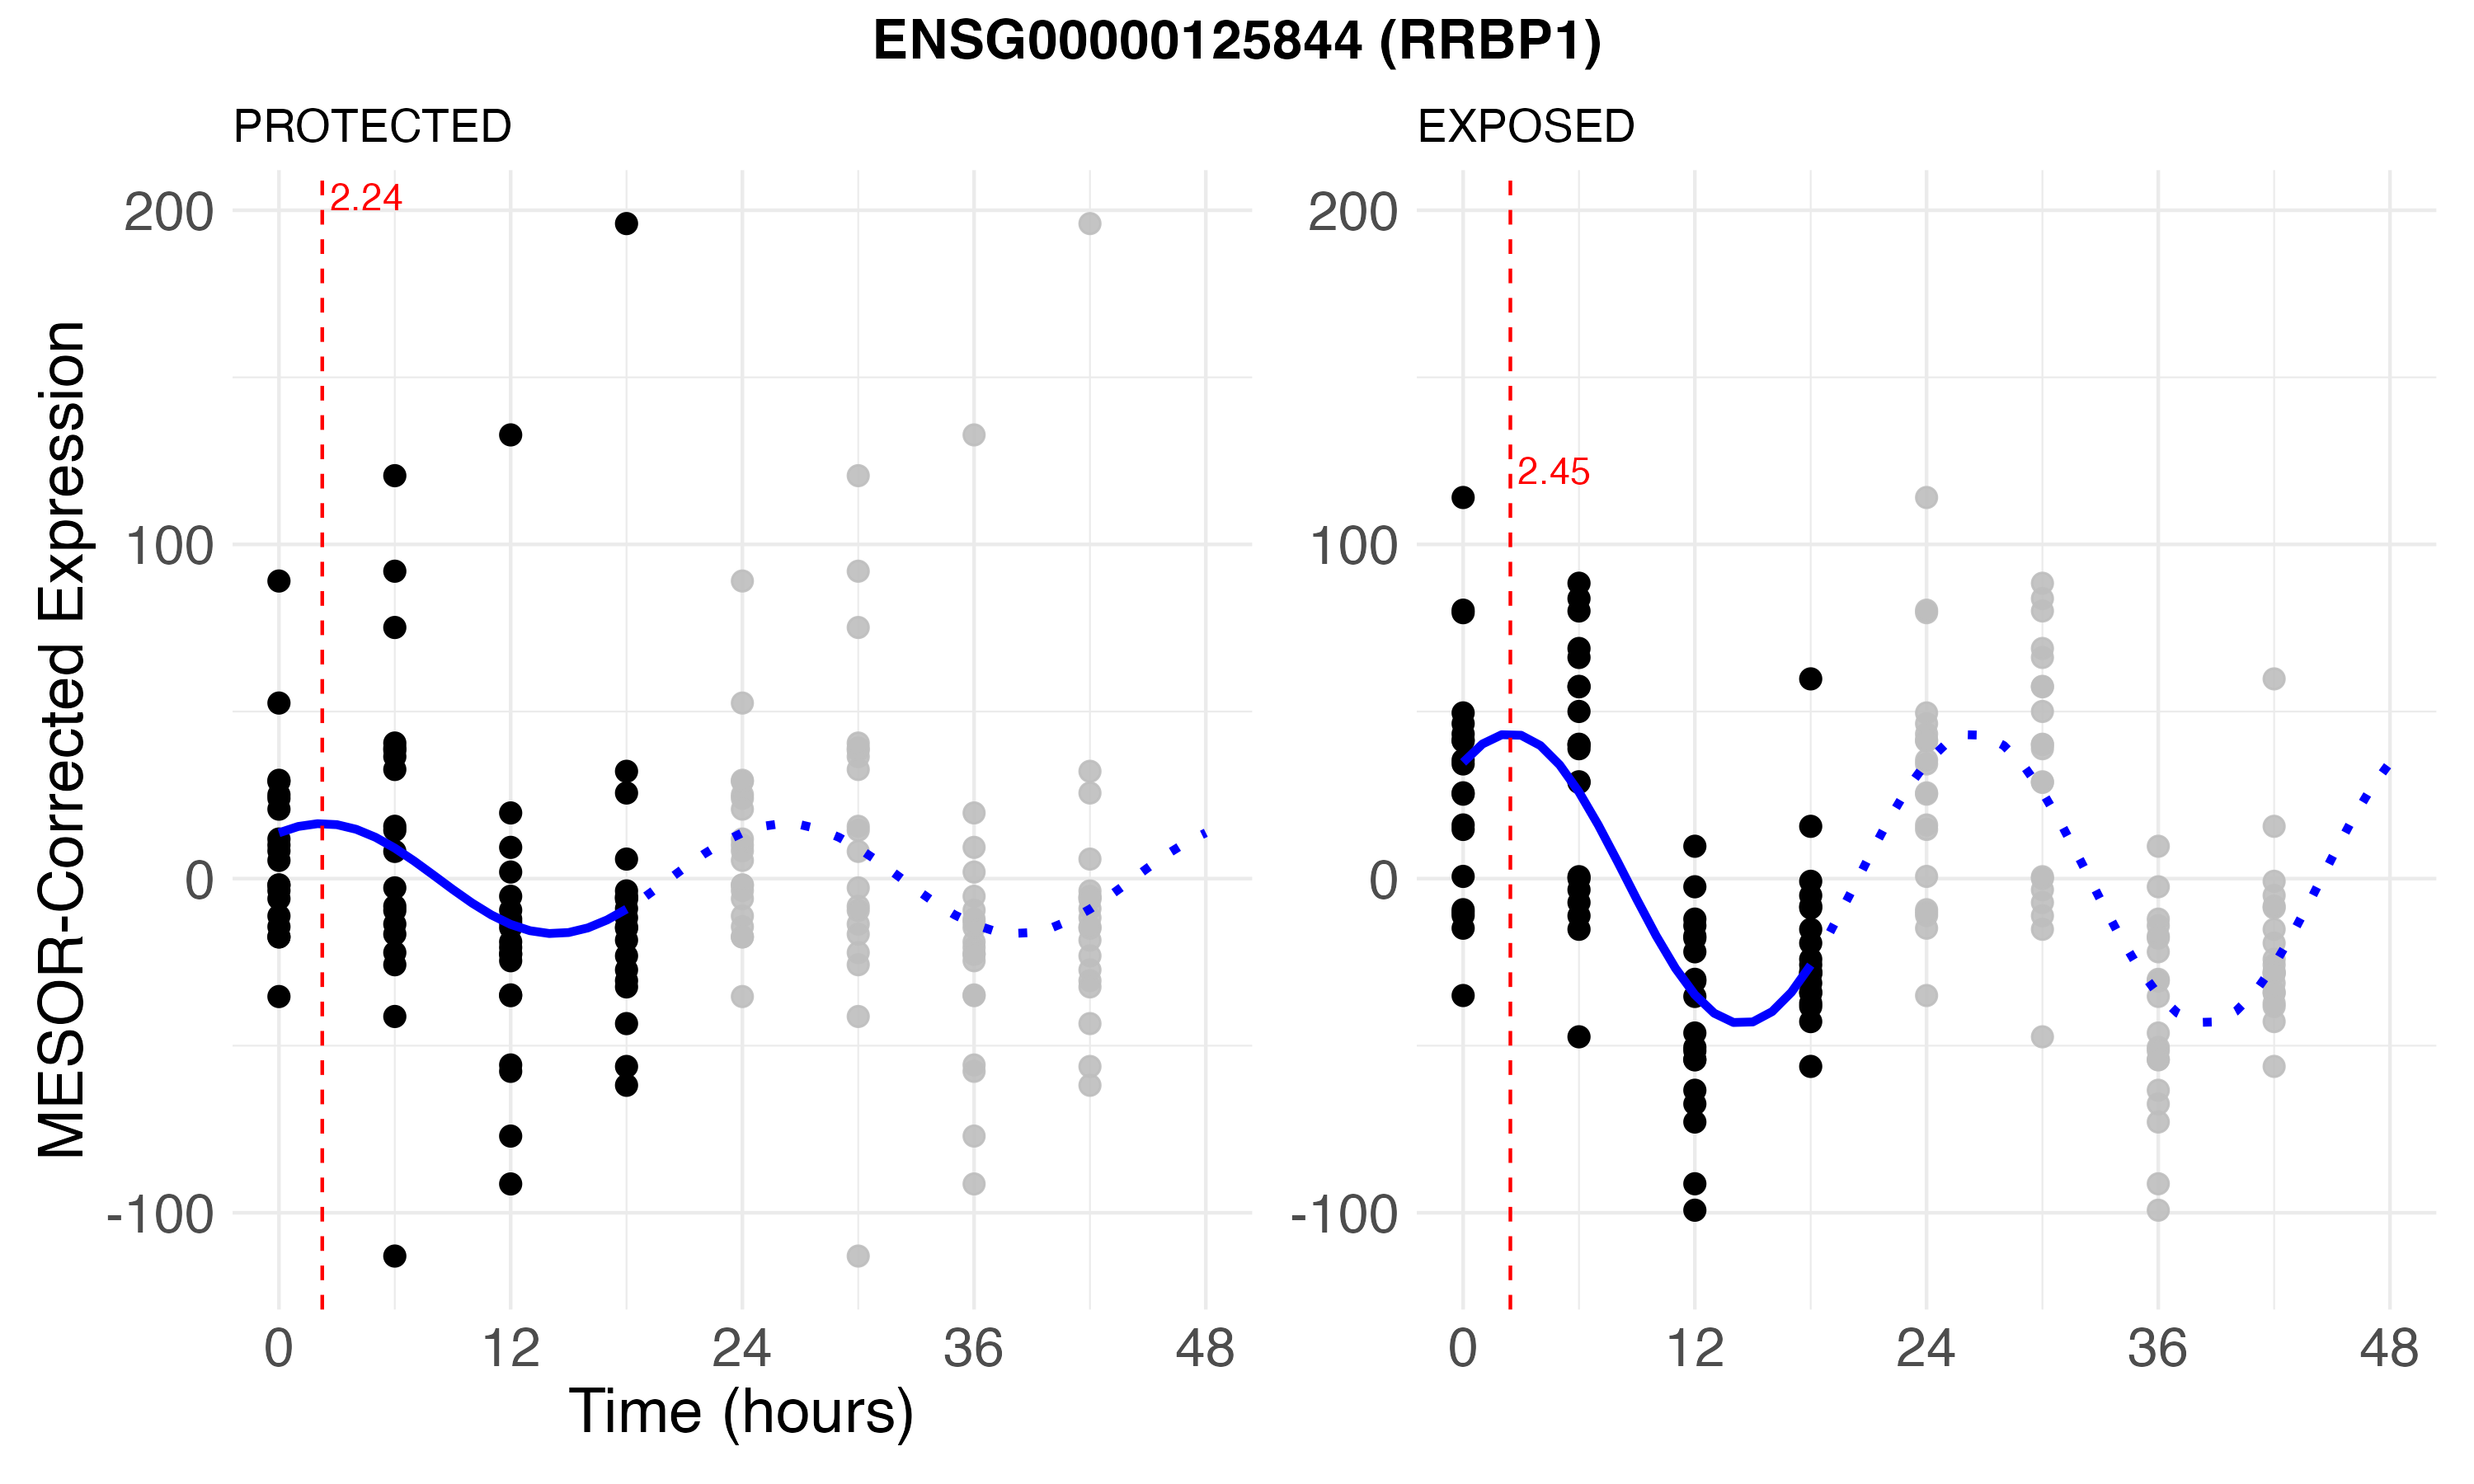 ENSG00000125844 (RRBP1)
PROTECTED
EXPOSED
MESOR-Corrected Expression
200
100
0
-100
2.24
0 12 24 36 48
200
100
0
-100
2.45
0 12 24 36 48
Time (hours)